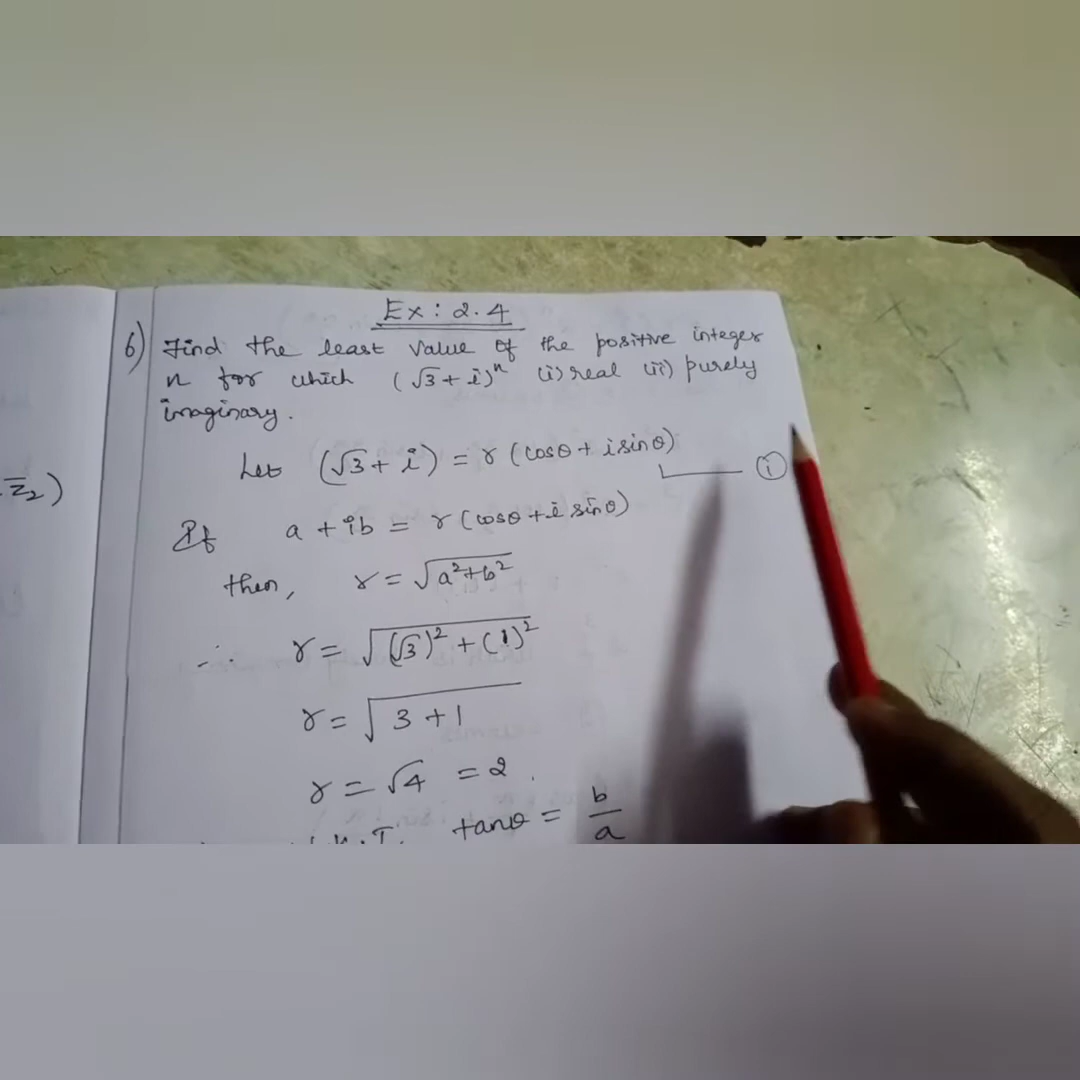 Ex: 2.4
6) Find the least value of the positive integer
n for which (√3 + i)ⁿ (i) real (ii) purely
imaginary.
Let (√3 + i) = r (cosθ + i sinθ) ①
z̄₂)
If a + ib = r (cosθ + i sinθ)
then, r = √a²+b²
∴ r = √(√3)² + (1)²
r = √3 + 1
r = √4 = 2.
tanθ = b/a